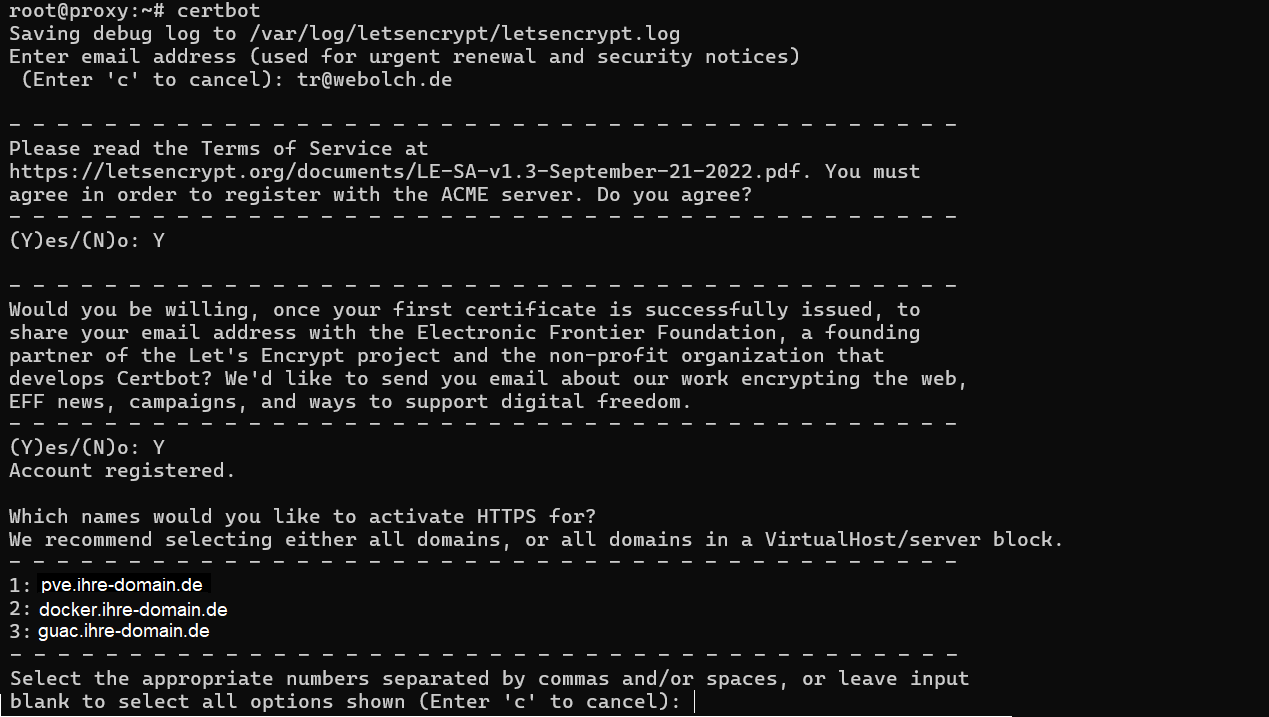 root@proxy:~# certbot
Saving debug log to /var/log/letsencrypt/letsencrypt.log
Enter email address (used for urgent renewal and security notices)
 (Enter 'c' to cancel): tr@webolch.de
- - - - - - - - - - - - - - - - - - - - - - - - - - - - - - - - - - - - - - - -
Please read the Terms of Service at
https://letsencrypt.org/documents/LE-SA-v1.3-September-21-2022.pdf. You must
agree in order to register with the ACME server. Do you agree?
- - - - - - - - - - - - - - - - - - - - - - - - - - - - - - - - - - - - - - - -
(Y)es/(N)o: Y
- - - - - - - - - - - - - - - - - - - - - - - - - - - - - - - - - - - - - - - -
Would you be willing, once your first certificate is successfully issued, to
share your email address with the Electronic Frontier Foundation, a founding
partner of the Let's Encrypt project and the non-profit organization that
develops Certbot? We'd like to send you email about our work encrypting the web,
EFF news, campaigns, and ways to support digital freedom.
- - - - - - - - - - - - - - - - - - - - - - - - - - - - - - - - - - - - - - - -
(Y)es/(N)o: Y
Account registered.
Which names would you like to activate HTTPS for?
We recommend selecting either all domains, or all domains in a VirtualHost/server block.
- - - - - - - - - - - - - - - - - - - - - - - - - - - - - - - - - - - - - - - -
1: pve.ihre-domain.de
2: docker.ihre-domain.de
3: guac.ihre-domain.de
- - - - - - - - - - - - - - - - - - - - - - - - - - - - - - - - - - - - - - - -
Select the appropriate numbers separated by commas and/or spaces, or leave input
blank to select all options shown (Enter 'c' to cancel):